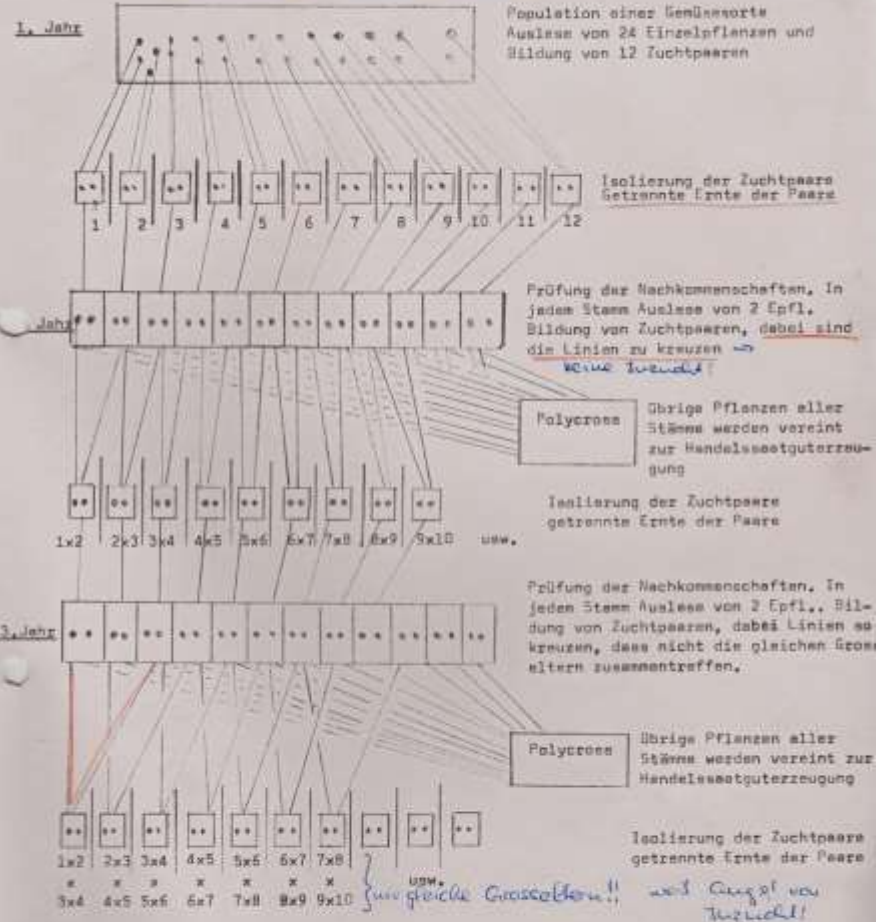 1. Jahr
Population einer Gemüsesorte
Auslese von 24 Einzelpflanzen und
Bildung von 12 Zuchtpaaren
Isolierung der Zuchtpaare
Getrennte Ernte der Paare
1 2 3 4 5 6 7 8 9 10 11 12
Jahr
Prüfung der Nachkommenschaften. In
jedem Stamm Auslese von 2 Epfl.
Bildung von Zuchtpaaren, dabei sind
die Linien zu kreuzen →
keine Inzucht!
Polycross
Übrige Pflanzen aller
Stämme werden vereint
zur Handelssaatguterzeu-
gung
Isolierung der Zuchtpaare
getrennte Ernte der Paare
1x2 2x3 3x4 4x5 5x6 6x7 7x8 8x9 9x10 usw.
3.Jahr
Prüfung der Nachkommenschaften. In
jedem Stamm Auslese von 2 Epfl.. Bil-
dung von Zuchtpaaren, dabei Linien so
kreuzen, dass nicht die gleichen Gross
eltern zusammentreffen.
Polycross
Übrige Pflanzen aller
Stämme werden vereint zur
Handelssaatguterzeugung
Isolierung der Zuchtpaare
getrennte Ernte der Paare
1x2 2x3 3x4 4x5 5x6 6x7 7x8
x x x x x x x usw.
3x4 4x5 5x6 6x7 7x8 8x9 9x10
gleiche Grosseltern!!
Angst von
Inzucht!